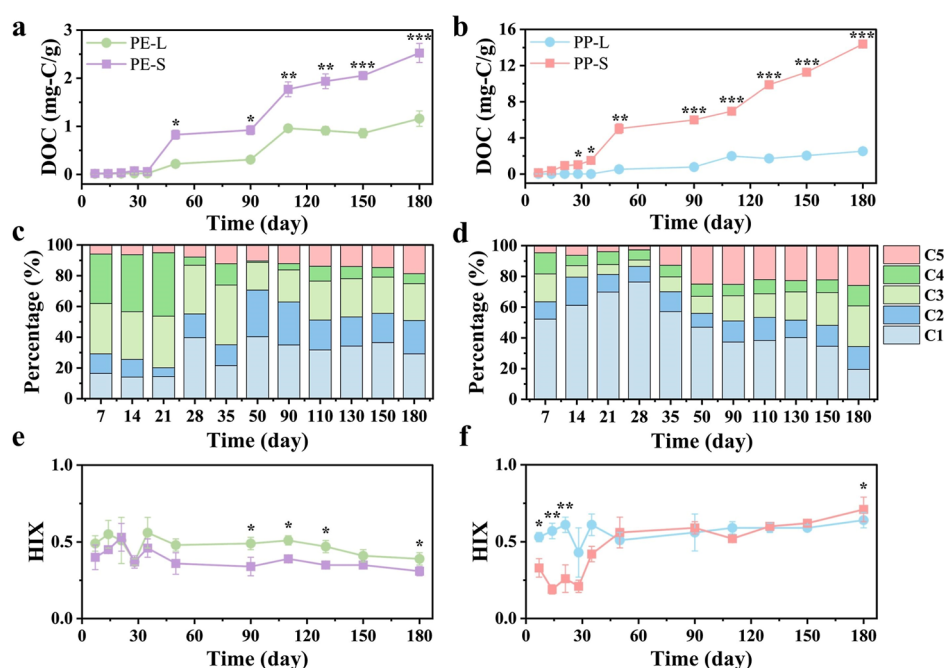 a
3
2
1
0
DOC (mg-C/g)
PE-L
PE-S
*
*
**
**
***
***
0 30 60 90 120 150 180
Time (day)
b
16
12
8
4
0
DOC (mg-C/g)
PP-L
PP-S
*
*
**
***
***
***
***
***
0 30 60 90 120 150 180
Time (day)
c
100
80
60
40
20
0
Percentage (%)
7 14 21 28 35 50 90 110 130 150 180
Time (day)
d
100
80
60
40
20
0
Percentage (%)
7 14 21 28 35 50 90 110 130 150 180
Time (day)
C5
C4
C3
C2
C1
e
1.0
0.5
0.0
HIX
* * * *
0 30 60 90 120 150 180
Time (day)
f
1.0
0.5
0.0
HIX
* ** ** *
0 30 60 90 120 150 180
Time (day)